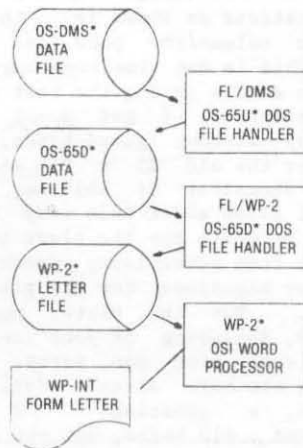 OS-DMS*
DATA
FILE
FL/DMS
OS-65U* DOS
FILE HANDLER
OS-65D*
DATA
FILE
FL/WP-2
OS-65D* DOS
FILE HANDLER
WP-2*
LETTER
FILE
WP-2*
OSI WORD
PROCESSOR
WP-INT
FORM LETTER